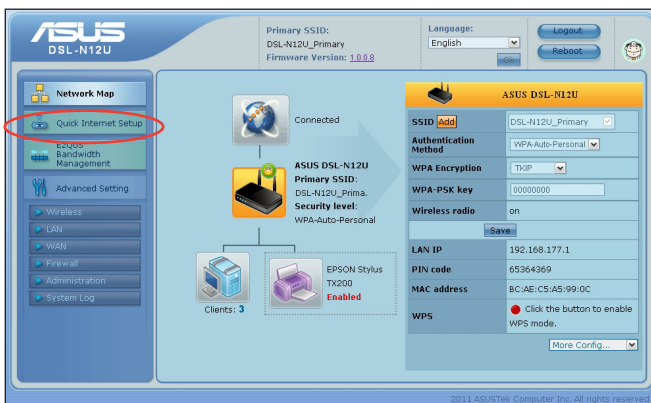 ASUS
DSL-N12U
Primary SSID:
DSL-N12U_Primary
Firmware Version: 1.0.0.8
Language:
English
Ok
Logout
Reboot
Network Map
Quick Internet Setup
EzQoS
Bandwidth
Management
Advanced Setting
Wireless
LAN
WAN
Firewall
Administration
System Log
Connected
ASUS DSL-N12U
Primary SSID:
DSL-N12U_Prima.
Security level:
WPA-Auto-Personal
Clients: 3
EPSON Stylus
TX200
Enabled
ASUS DSL-N12U
SSID Add DSL-N12U_Primary
Authentication
Method WPA-Auto-Personal
WPA Encryption TKIP
WPA-PSK key 00000000
Wireless radio on
Save
LAN IP 192.168.177.1
PIN code 65364369
MAC address BC:AE:C5:A5:99:0C
WPS Click the button to enable
WPS mode.
More Config...
2011 ASUSTek Computer Inc. All rights reserved